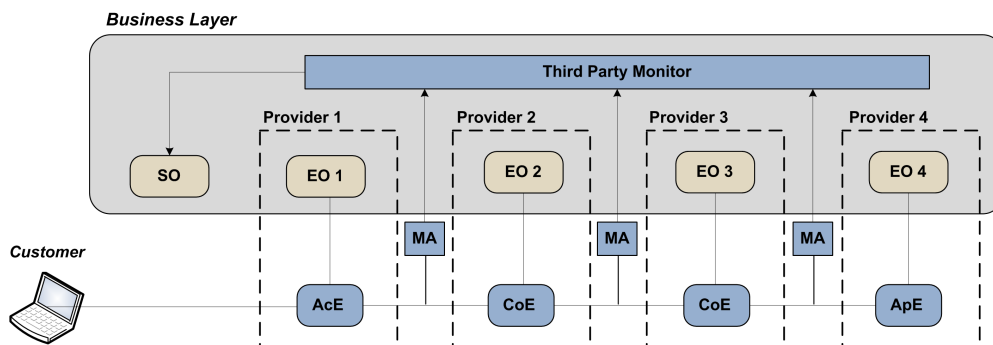 Business Layer
Third Party Monitor
Provider 1
Provider 2
Provider 3
Provider 4
SO
EO 1
EO 2
EO 3
EO 4
MA
MA
MA
Customer
AcE
CoE
CoE
ApE